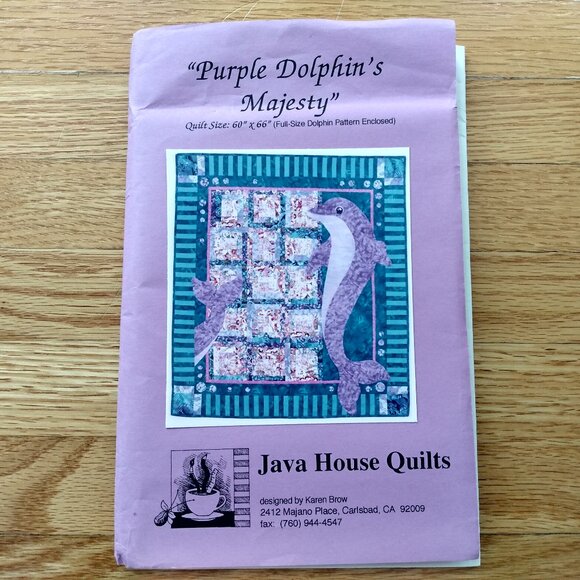 "Purple Dolphin's
Majesty"
Quilt Size: 60" x 66" (Full-Size Dolphin Pattern Enclosed)
Java House Quilts
designed by Karen Brow
2412 Majano Place, Carlsbad, CA 92009
fax: (760) 944-4547